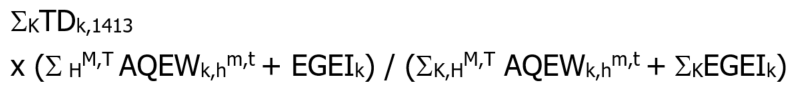 ΣKTDk,1413
x (Σ HM,T AQEWk,hm,t + EGEIk) / (ΣK,HM,T AQEWk,hm,t + ΣKEGEIk)